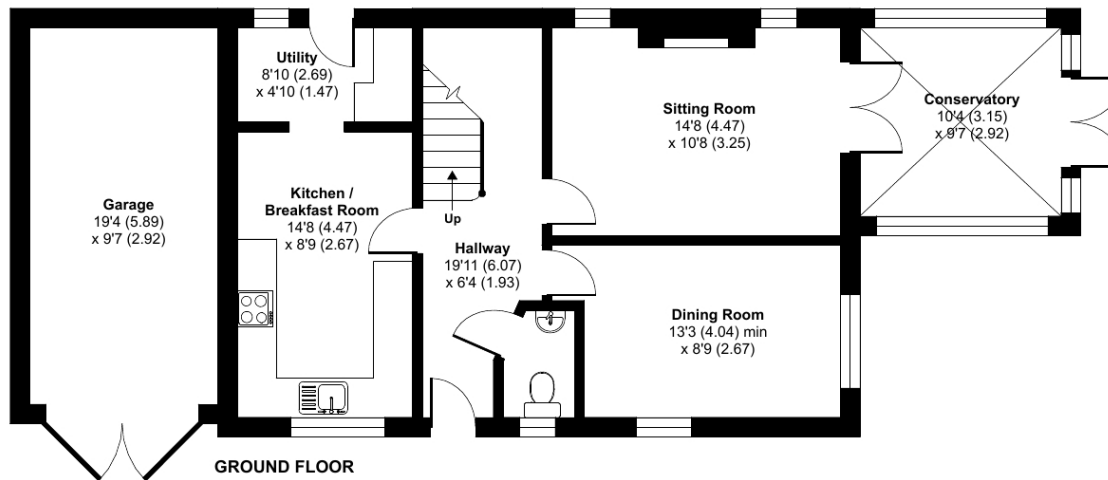 Utility
8'10 (2.69)
x 4'10 (1.47)
Sitting Room
14'8 (4.47)
x 10'8 (3.25)
Conservatory
10'4 (3.15)
x 9'7 (2.92)
Garage
19'4 (5.89)
x 9'7 (2.92)
Kitchen /
Breakfast Room
14'8 (4.47)
x 8'9 (2.67)
Up
Hallway
19'11 (6.07)
x 6'4 (1.93)
Dining Room
13'3 (4.04) min
x 8'9 (2.67)
GROUND FLOOR